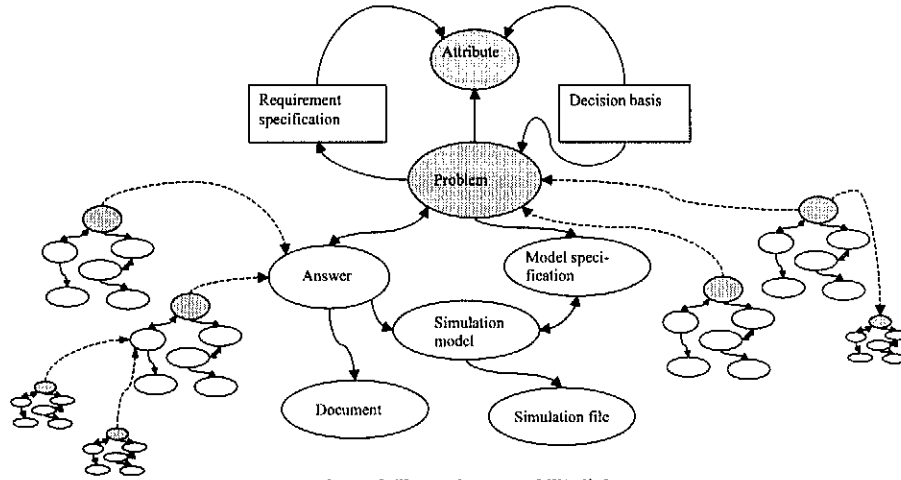 Attribute
Requirement
specification
Decision basis
Problem
Answer
Model speci-
fication
Simulation
model
Document
Simulation file